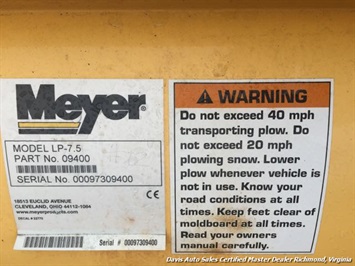 Meyer®
MODEL LP-7.5
PART No. 09400
SERIAL No. 00097309400
18513 EUCLID AVENUE
CLEVELAND, OHIO 44112-1084
www.meyerproducts.com
Serial # 00097309400
⚠ WARNING
Do not exceed 40 mph
transporting plow. Do
not exceed 20 mph
plowing snow. Lower
plow whenever vehicle is
not in use. Know your
road conditions at all
times. Keep feet clear of
moldboard at all times.
Read your owners
manual carefully.
Davis Auto Sales Certified Master Dealer Richmond, Virginia